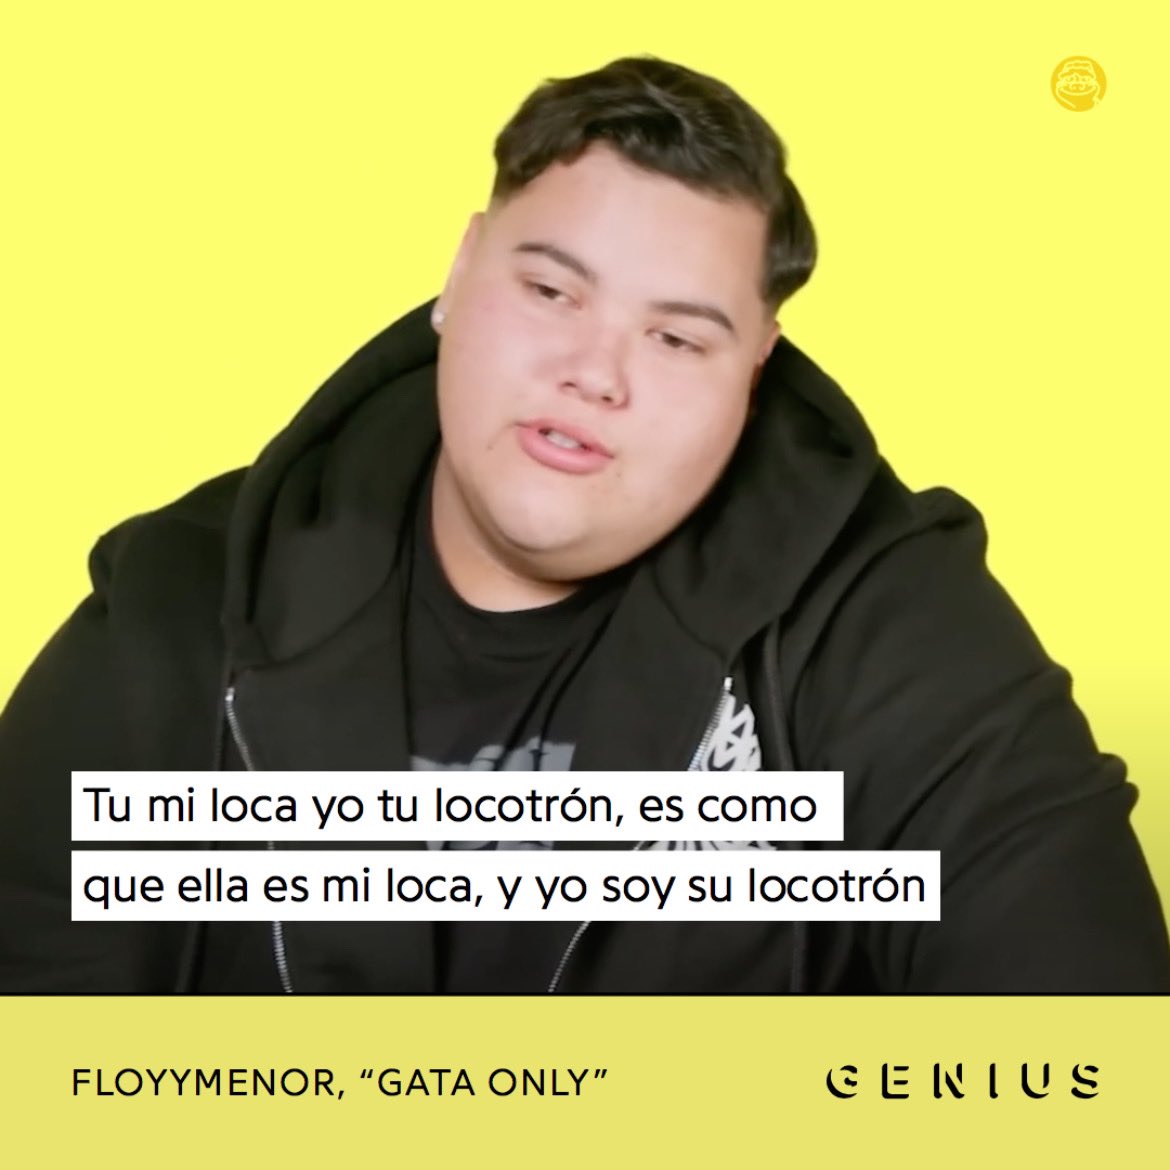 Tu mi loca yo tu locotrón, es como
que ella es mi loca, y yo soy su locotrón
FLOYYMENOR, “GATA ONLY”
GENIUS